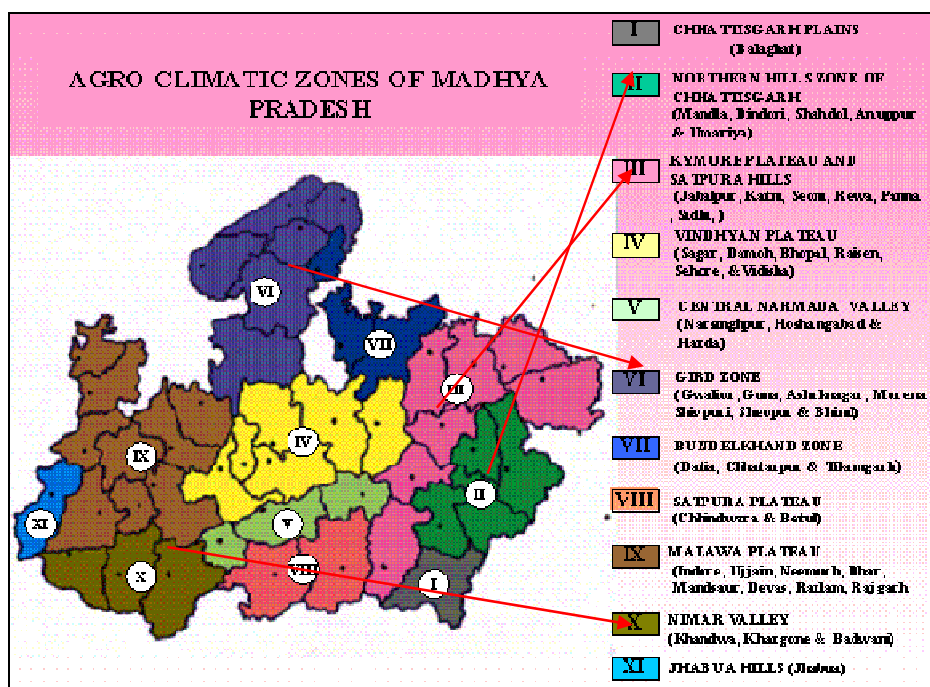 AGRO CLIMATIC ZONES OF MADHYA
PRADESH
I CHHATTISGARH PLAINS
(Balaghat)
II NORTHERN HILLS ZONE OF
CHHATTISGARH
(Mandla, Dindori, Shahdol, Anuppur
& Umariya)
III KYMORE PLATEAU AND
SATPURA HILLS
(Jabalpur, Katni, Seoni, Rewa, Panna
, Sidhi, )
IV VINDHYAN PLATEAU
(Sagar, Damoh, Bhopal, Raisen,
Sehore, & Vidisha)
V CENTRAL NARMADA VALLEY
(Narsinghpur, Hoshangabad &
Harda)
VI GIRD ZONE
(Gwalior, Guna, Ashoknagar, Morena
Shivpuri, Sheopur & Bhind)
VII BUZDELKHAND ZONE
(Datia, Chhatarpur & Tikamgarh)
VIII SATPURA PLATEAU
(Chhindwara & Betul)
IX MALAWA PLATEAU
(Indore, Ujjain, Neemuch, Dhar,
Mandsaur, Devas, Ratlam, Rajgarh
X NIMAR VALLEY
(Khandwa, Khargone & Badwani)
XI JHABUA HILLS (Jhabua)
VI
VII
III
IV
IX
II
XI
V
X
VIII
I